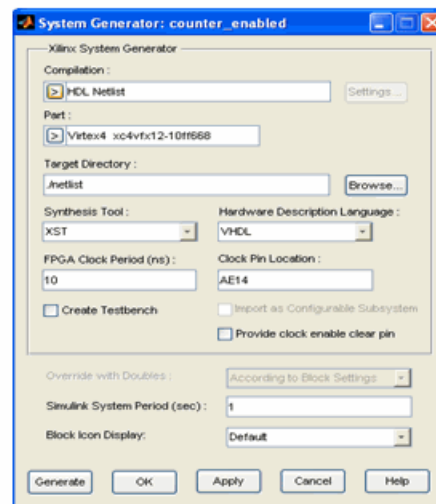 System Generator: counter_enabled
Xilinx System Generator
Compilation :
> HDL Netlist Settings...
Part :
> Virtex4 xc4vfx12-10ff668
Target Directory :
./netlist Browse...
Synthesis Tool : Hardware Description Language :
XST VHDL
FPGA Clock Period (ns) : Clock Pin Location :
10 AE14
Create Testbench Import as Configurable Subsystem
Provide clock enable clear pin
Override with Doubles : According to Block Settings
Simulink System Period (sec) : 1
Block Icon Display: Default
Generate OK Apply Cancel Help